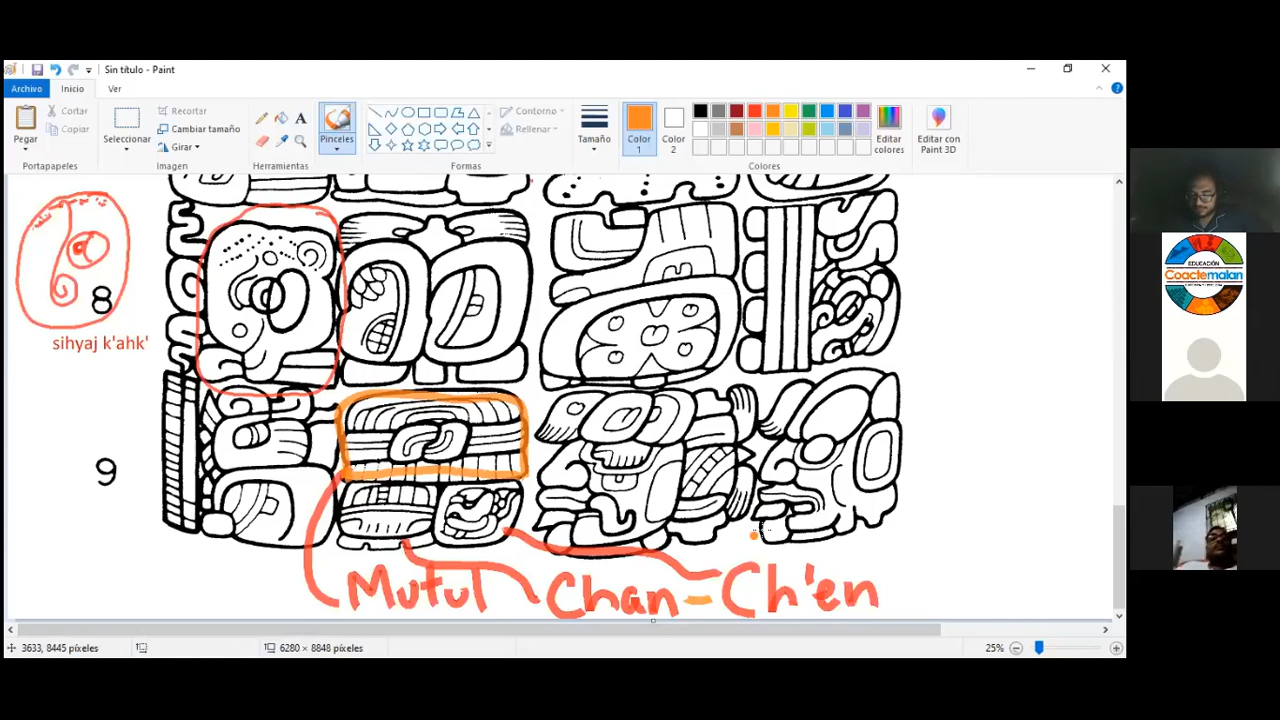 Sin título - Paint
Archivo
Inicio
Ver
Pegar
Cortar
Copiar
Portapapeles
Seleccionar
Recortar
Cambiar tamaño
Girar
Imagen
A
Herramientas
Pinceles
Contorno
Rellenar
Formas
Tamaño
Color 1
Color 2
Editar colores
Colores
Editar con Paint 3D
8
sihyaj k'ahk'
9
Mutul Chan-Ch'en
3633, 8445 píxeles
6280 × 8848 píxeles
25%
EDUCACIÓN
Coactemalan